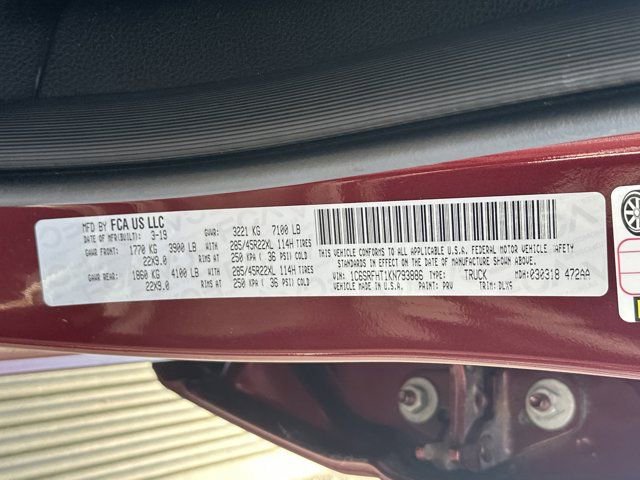 MFD BY FCA US LLC GVWR: 3221 KG 7100 LB
DATE OF MFR(BUILT): 3-19
GAWR FRONT: 1770 KG 3900 LB WITH 285/45R22XL 114H TIRES
22X9.0 RIMS AT 250 KPA ( 36 PSI) COLD
GAWR REAR: 1860 KG 4100 LB WITH 285/45R22XL 114H TIRES
22X9.0 RIMS AT 250 KPA ( 36 PSI) COLD
THIS VEHICLE CONFORMS TO ALL APPLICABLE U.S.A. FEDERAL MOTOR VEHICLE SAFETY
STANDARDS IN EFFECT ON THE DATE OF MANUFACTURE SHOWN ABOVE
VIN: 1C6SRFHT1KN793986 TYPE: TRUCK MDH:030318 472AA
VEHICLE MADE IN U.S.A. PAINT: PRV TRIM: DLX9